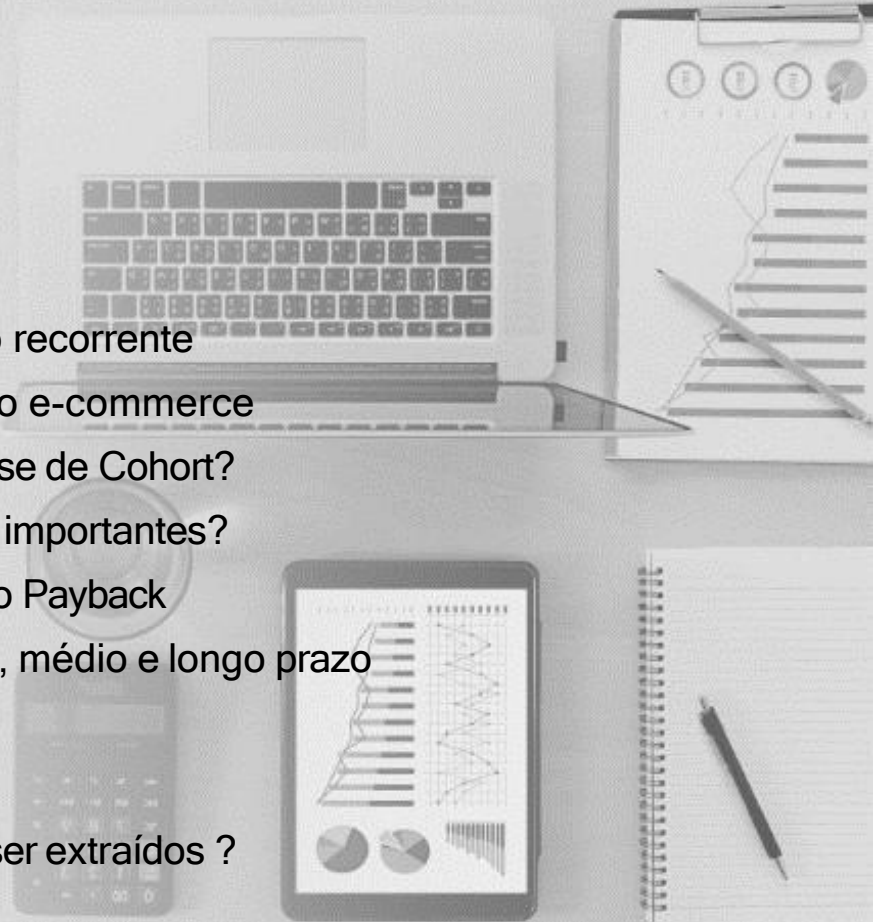 o recorrente
o e-commerce
se de Cohort?
importantes?
o Payback
, médio e longo prazo
ser extraídos ?